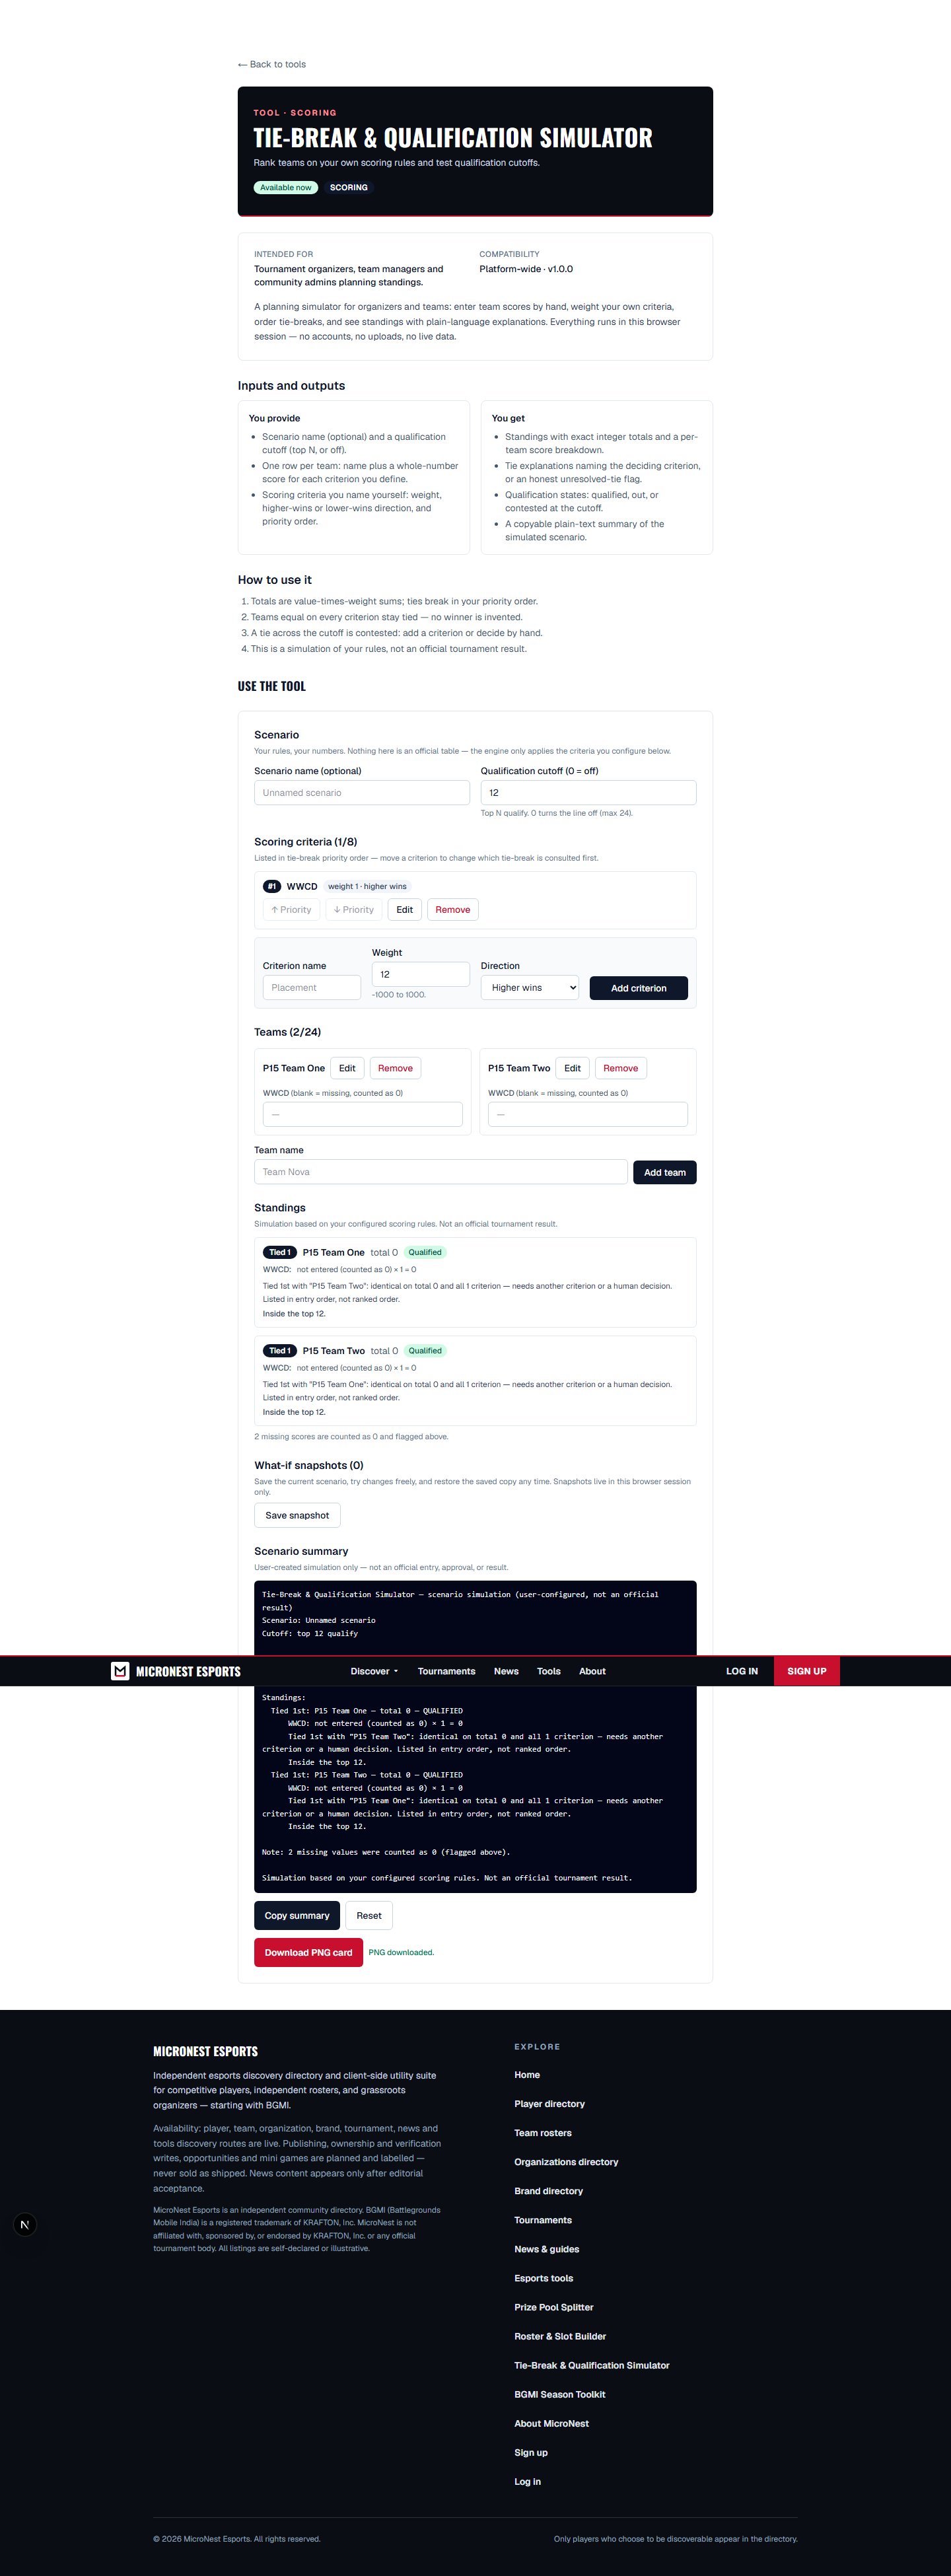 ← Back to tools
TOOL · SCORING
TIE-BREAK & QUALIFICATION SIMULATOR
Rank teams on your own scoring rules and test qualification cutoffs.
Available now SCORING
INTENDED FOR
Tournament organizers, team managers and
community admins planning standings.
COMPATIBILITY
Platform-wide · v1.0.0
A planning simulator for organizers and teams: enter team scores by hand, weight your own criteria,
order tie-breaks, and see standings with plain-language explanations. Everything runs in this browser
session — no accounts, no uploads, no live data.
Inputs and outputs
You provide
• Scenario name (optional) and a qualification
cutoff (top N, or off).
• One row per team: name plus a whole-number
score for each criterion you define.
• Scoring criteria you name yourself: weight,
higher-wins or lower-wins direction, and
priority order.
You get
• Standings with exact integer totals and a per-
team score breakdown.
• Tie explanations naming the deciding criterion,
or an honest unresolved-tie flag.
• Qualification states: qualified, out, or
contested at the cutoff.
• A copyable plain-text summary of the
simulated scenario.
How to use it
1. Totals are value-times-weight sums; ties break in your priority order.
2. Teams equal on every criterion stay tied — no winner is invented.
3. A tie across the cutoff is contested: add a criterion or decide by hand.
4. This is a simulation of your rules, not an official tournament result.
USE THE TOOL
Scenario
Your rules, your numbers. Nothing here is an official table — the engine only applies the criteria you configure below.
Scenario name (optional)
Unnamed scenario
Qualification cutoff (0 = off)
12
Top N qualify. 0 turns the line off (max 24).
Scoring criteria (1/8)
Listed in tie-break priority order — move a criterion to change which tie-break is consulted first.
#1 WWCD weight 1 · higher wins
↑ Priority ↓ Priority Edit Remove
Criterion name
Placement
Weight
12
-1000 to 1000.
Direction
Higher wins
Add criterion
Teams (2/24)
P15 Team One Edit Remove
WWCD (blank = missing, counted as 0)
—
P15 Team Two Edit Remove
WWCD (blank = missing, counted as 0)
—
Team name
Team Nova
Add team
Standings
Simulation based on your configured scoring rules. Not an official tournament result.
Tied 1 P15 Team One total 0 Qualified
WWCD: not entered (counted as 0) × 1 = 0
Tied 1st with "P15 Team Two": identical on total 0 and all 1 criterion — needs another criterion or a human decision.
Listed in entry order, not ranked order.
Inside the top 12.
Tied 1 P15 Team Two total 0 Qualified
WWCD: not entered (counted as 0) × 1 = 0
Tied 1st with "P15 Team One": identical on total 0 and all 1 criterion — needs another criterion or a human decision.
Listed in entry order, not ranked order.
Inside the top 12.
2 missing scores are counted as 0 and flagged above.
What-if snapshots (0)
Save the current scenario, try changes freely, and restore the saved copy any time. Snapshots live in this browser session
only.
Save snapshot
Scenario summary
User-created simulation only — not an official entry, approval, or result.
Tie-Break & Qualification Simulator — scenario simulation (user-configured, not an official
result)
Scenario: Unnamed scenario
Cutoff: top 12 qualify
MICRONEST ESPORTS Discover Tournaments News Tools About LOG IN SIGN UP
Standings:
Tied 1st: P15 Team One — total 0 — QUALIFIED
WWCD: not entered (counted as 0) × 1 = 0
Tied 1st with "P15 Team Two": identical on total 0 and all 1 criterion — needs another
criterion or a human decision. Listed in entry order, not ranked order.
Inside the top 12.
Tied 1st: P15 Team Two — total 0 — QUALIFIED
WWCD: not entered (counted as 0) × 1 = 0
Tied 1st with "P15 Team One": identical on total 0 and all 1 criterion — needs another
criterion or a human decision. Listed in entry order, not ranked order.
Inside the top 12.
Note: 2 missing values were counted as 0 (flagged above).
Simulation based on your configured scoring rules. Not an official tournament result.
Copy summary Reset
Download PNG card PNG downloaded.
MICRONEST ESPORTS
Independent esports discovery directory and client-side utility suite
for competitive players, independent rosters, and grassroots
organizers — starting with BGMI.
Availability: player, team, organization, brand, tournament, news and
tools discovery routes are live. Publishing, ownership and verification
writes, opportunities and mini games are planned and labelled —
never sold as shipped. News content appears only after editorial
acceptance.
MicroNest Esports is an independent community directory. BGMI (Battlegrounds
Mobile India) is a registered trademark of KRAFTON, Inc. MicroNest is not
affiliated with, sponsored by, or endorsed by KRAFTON, Inc. or any official
tournament body. All listings are self-declared or illustrative.
N
EXPLORE
Home
Player directory
Team rosters
Organizations directory
Brand directory
Tournaments
News & guides
Esports tools
Prize Pool Splitter
Roster & Slot Builder
Tie-Break & Qualification Simulator
BGMI Season Toolkit
About MicroNest
Sign up
Log in
© 2026 MicroNest Esports. All rights reserved.
Only players who choose to be discoverable appear in the directory.